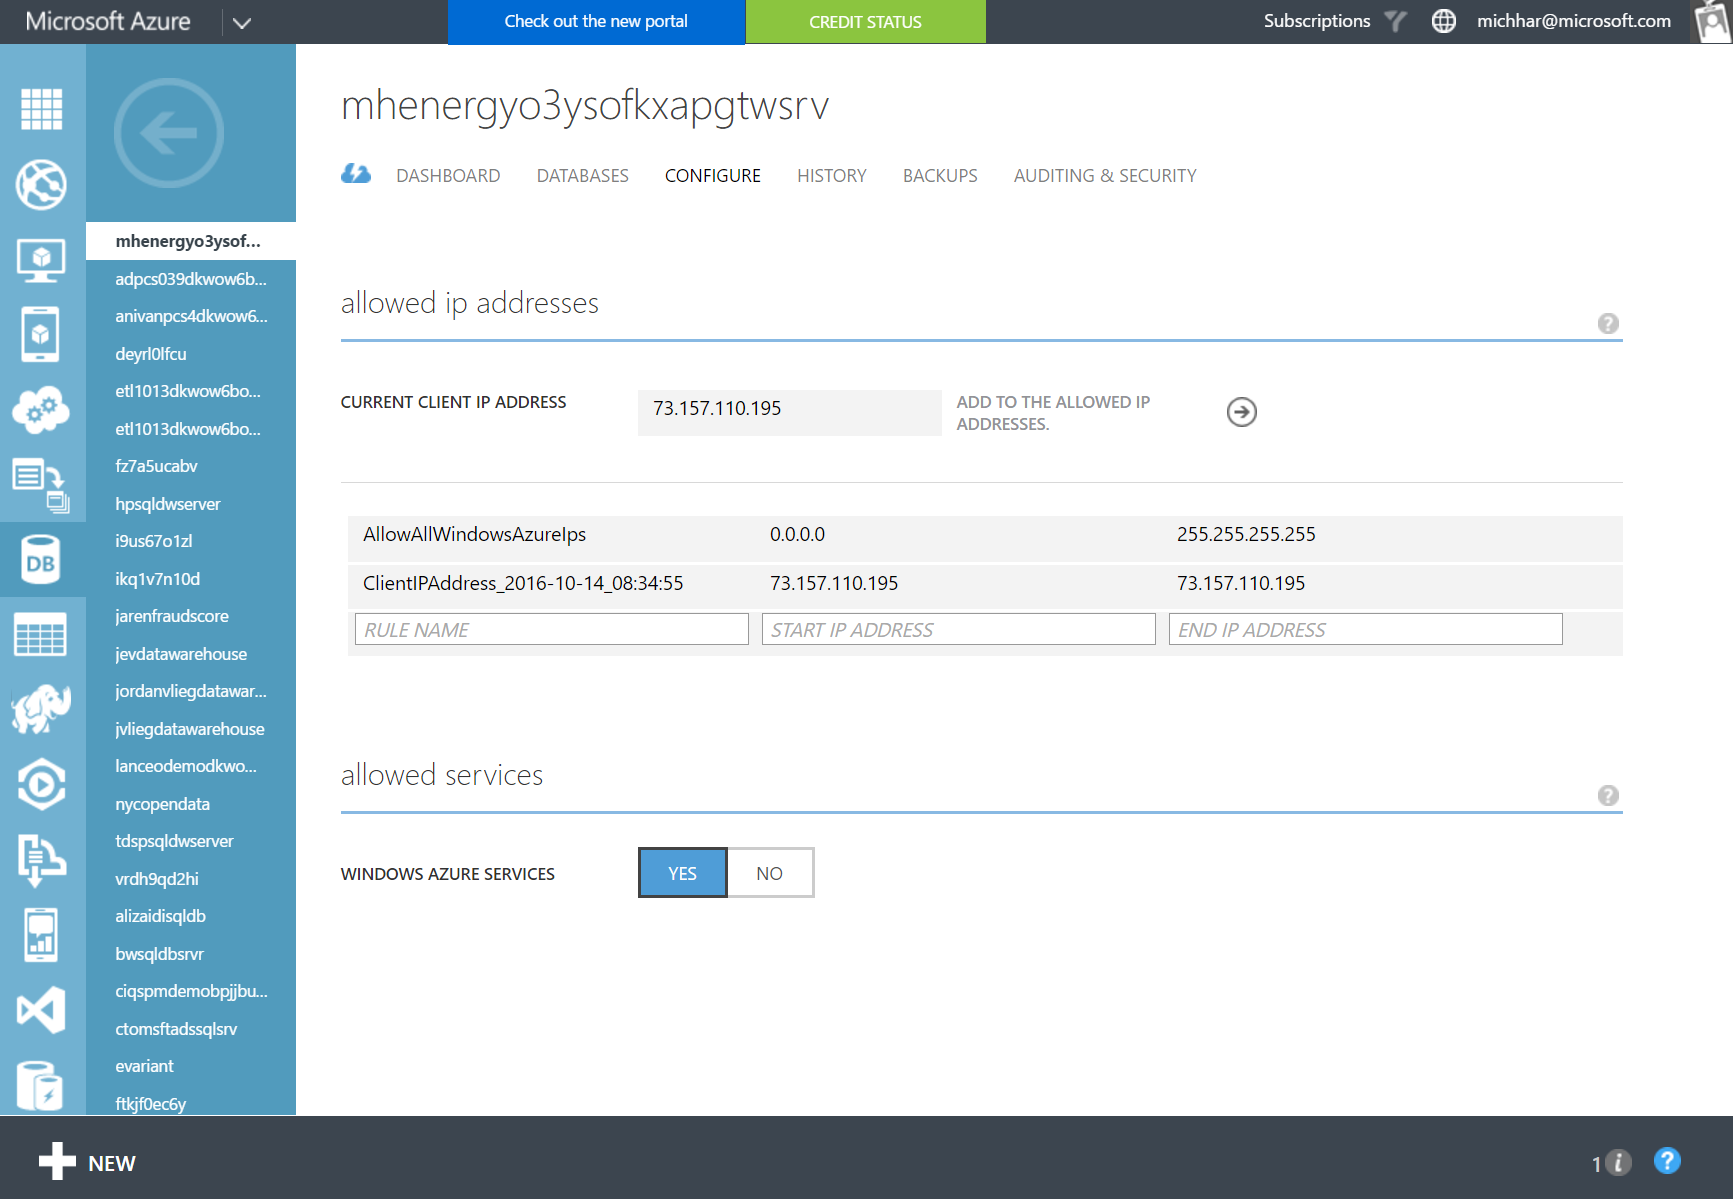 Microsoft Azure
Check out the new portal
CREDIT STATUS
Subscriptions
michhar@microsoft.com
mhenergyo3ysofkxapgtwsrv
DASHBOARD DATABASES CONFIGURE HISTORY BACKUPS AUDITING & SECURITY
mhenergyo3ysof...
adpcs039dkwow6b...
anivanpcs4dkwow6...
deyrl0lfcu
etl1013dkwow6bo...
etl1013dkwow6bo...
fz7a5ucabv
hpsqldwserver
i9us67o1zl
ikq1v7n10d
jarenfraudscore
jevdatawarehouse
jordanvliegdatawar...
jvliegdatawarehouse
lanceodemodkwo...
nycopendata
tdspsqldwserver
vrdh9qd2hi
alizaidisqldb
bwsqldbsrvr
ciqspmdemobpjjbu...
ctomsftadssqlsrv
evariant
ftkjf0ec6y
DB
allowed ip addresses
?
CURRENT CLIENT IP ADDRESS
73.157.110.195
ADD TO THE ALLOWED IP
ADDRESSES.
AllowAllWindowsAzureIps 0.0.0.0 255.255.255.255
ClientIPAddress_2016-10-14_08:34:55 73.157.110.195 73.157.110.195
RULE NAME START IP ADDRESS END IP ADDRESS
allowed services
?
WINDOWS AZURE SERVICES
YES NO
NEW
1 i ?